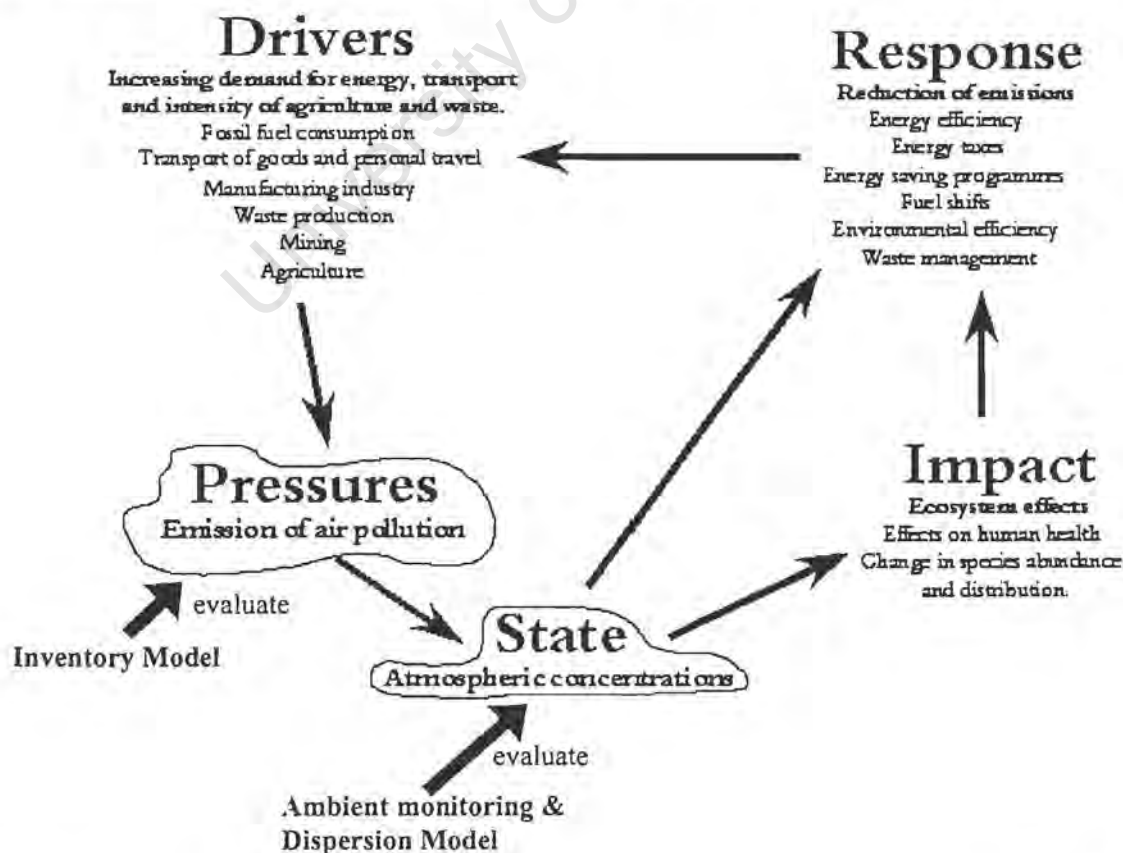 Drivers
Increasing demand for energy, transport
and intensity of agriculture and waste.
Fossil fuel consumption
Transport of goods and personal travel
Manufacturing industry
Waste production
Mining
Agriculture
Response
Reduction of emissions
Energy efficiency
Energy taxes
Energy saving programmes
Fuel shifts
Environmental efficiency
Waste management
Pressures
Emission of air pollution
evaluate
Inventory Model
Impact
Ecosystem effects
Effects on human health
Change in species abundance
and distribution.
State
Atmospheric concentrations
evaluate
Ambient monitoring &
Dispersion Model
University o